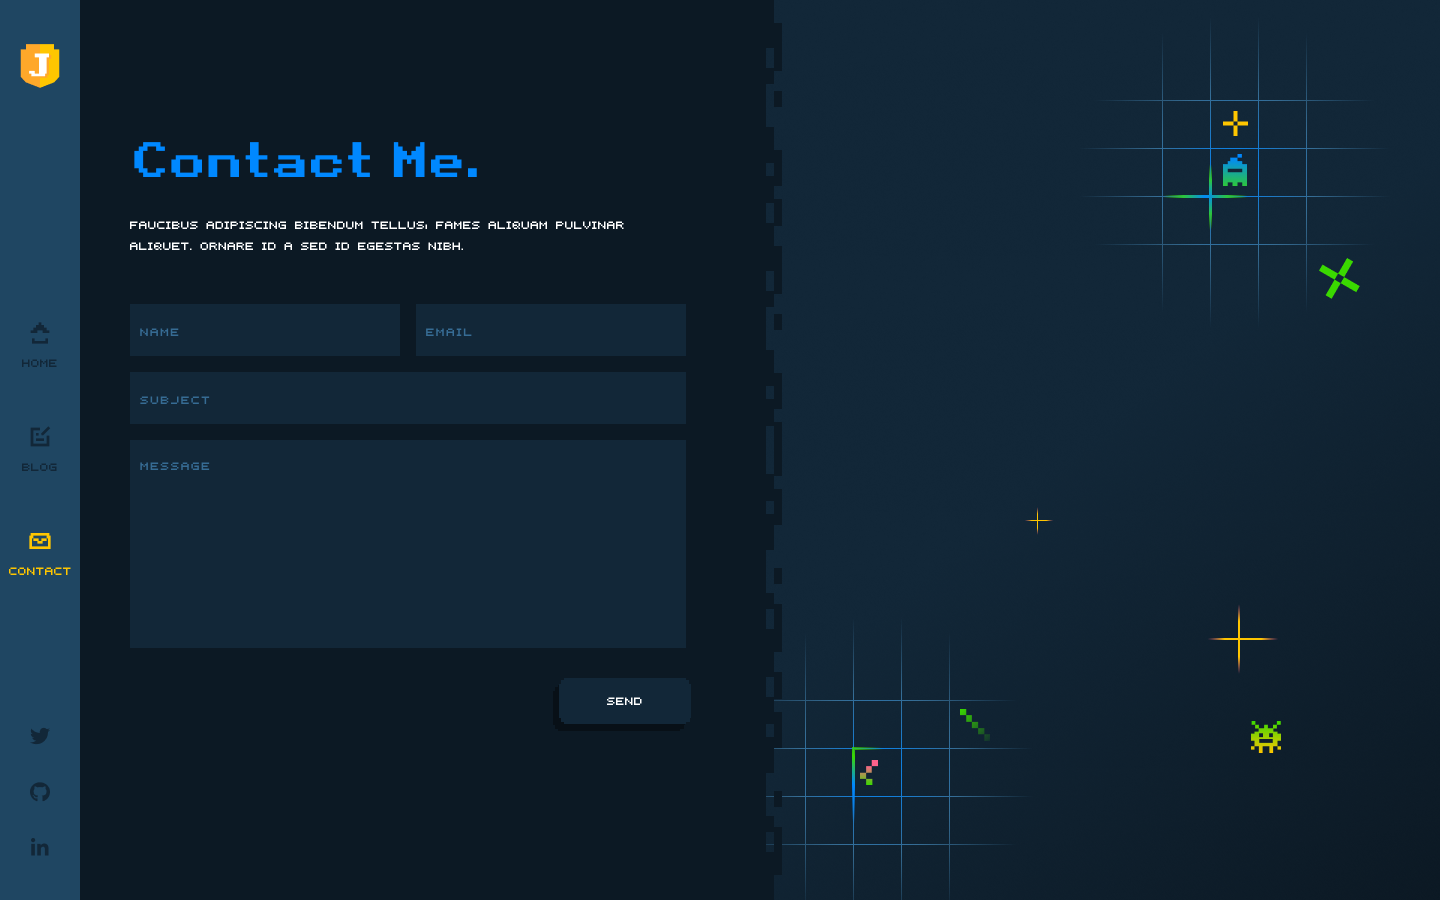 J
HOME
BLOG
CONTACT
Contact Me.
FAUCIBUS ADIPISCING BIBENDUM TELLUS; FAMES ALIQUAM PULVINAR
ALIQUET. ORNARE ID A SED ID EGESTAS NIBH.
NAME
EMAIL
SUBJECT
MESSAGE
SEND
in